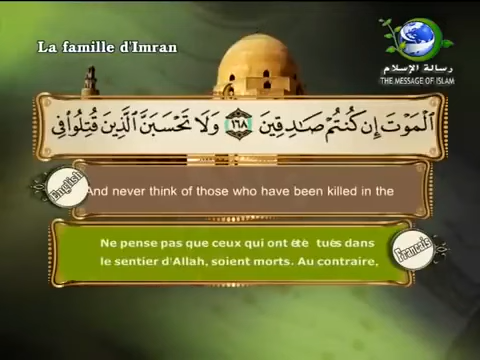 La famille d'Imran
رسالة الإسلام
THE MESSAGE OF ISLAM
الْمَوْتَ إِن كُنتُمْ صَادِقِينَ ١٦٨ وَلَا تَحْسَبَنَّ الَّذِينَ قُتِلُوا فِي
English
And never think of those who have been killed in the
Ne pense pas que ceux qui ont été tués dans
le sentier d'Allah, soient morts. Au contraire,
Français